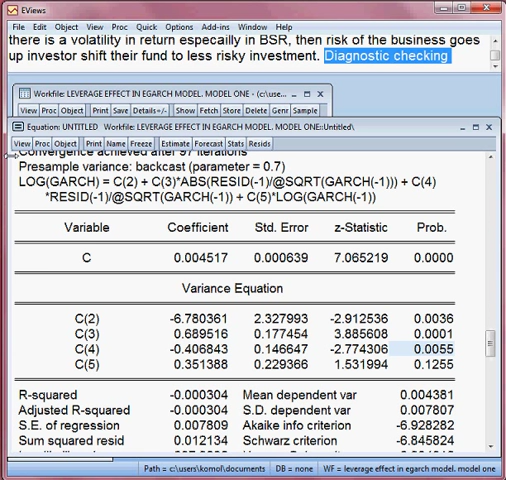 EViews
File Edit Object View Proc Quick Options Add-ins Window Help
there is a volatility in return especailly in BSR, then risk of the business goes
up investor shift their fund to less risky investment. Diagnostic checking
Workfile: LEVERAGE EFFECT IN EGARCH MODEL. MODEL ONE - (c:\use...
View Proc Object Print Save Details+/- Show Fetch Store Delete Genr Sample
Equation: UNTITLED Workfile: LEVERAGE EFFECT IN EGARCH MODEL. MODEL ONE::Untitled\
View Proc Object Print Name Freeze Estimate Forecast Stats Resids
Convergence achieved after 97 iterations
Presample variance: backcast (parameter = 0.7)
LOG(GARCH) = C(2) + C(3)*ABS(RESID(-1)/@SQRT(GARCH(-1))) + C(4)
*RESID(-1)/@SQRT(GARCH(-1)) + C(5)*LOG(GARCH(-1))
Variable Coefficient Std. Error z-Statistic Prob.
C 0.004517 0.000639 7.065219 0.0000
Variance Equation
C(2) -6.780361 2.327993 -2.912536 0.0036
C(3) 0.689516 0.177454 3.885608 0.0001
C(4) -0.406843 0.146647 -2.774306 0.0055
C(5) 0.351388 0.229366 1.531994 0.1255
R-squared -0.000304 Mean dependent var 0.004381
Adjusted R-squared -0.000304 S.D. dependent var 0.007807
S.E. of regression 0.007809 Akaike info criterion -6.928282
Sum squared resid 0.012134 Schwarz criterion -6.845824
Path = c:\users\komol\documents DB = none WF = leverage effect in egarch model. model one